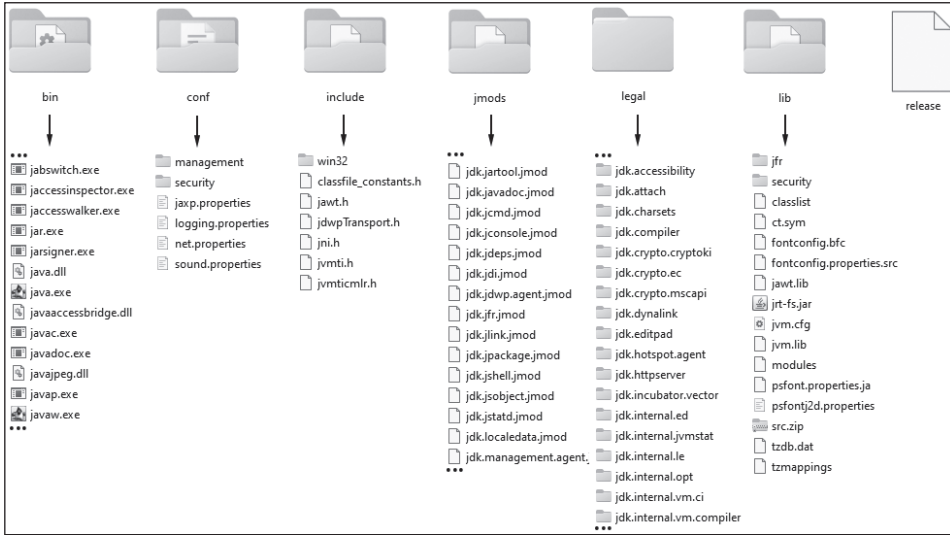 bin
conf
include
jmods
legal
lib
release
•••
jabswitch.exe
jaccessinspector.exe
jaccesswalker.exe
jar.exe
jarsigner.exe
java.dll
java.exe
javaaccessbridge.dll
javac.exe
javadoc.exe
javajpeg.dll
javap.exe
javaw.exe
•••
management
security
jaxp.properties
logging.properties
net.properties
sound.properties
win32
classfile_constants.h
jawt.h
jdwpTransport.h
jni.h
jvmti.h
jvmticmlr.h
•••
jdk.jartool.jmod
jdk.javadoc.jmod
jdk.jcmd.jmod
jdk.jconsole.jmod
jdk.jdeps.jmod
jdk.jdi.jmod
jdk.jdwp.agent.jmod
jdk.jfr.jmod
jdk.jlink.jmod
jdk.jpackage.jmod
jdk.jshell.jmod
jdk.jsobject.jmod
jdk.jstatd.jmod
jdk.localedata.jmod
jdk.management.agent.
•••
•••
jdk.accessibility
jdk.attach
jdk.charsets
jdk.compiler
jdk.crypto.cryptoki
jdk.crypto.ec
jdk.crypto.mscapi
jdk.dynalink
jdk.editpad
jdk.hotspot.agent
jdk.httpserver
jdk.incubator.vector
jdk.internal.ed
jdk.internal.jvmstat
jdk.internal.le
jdk.internal.opt
jdk.internal.vm.ci
jdk.internal.vm.compiler
•••
jfr
security
classlist
ct.sym
fontconfig.bfc
fontconfig.properties.src
jawt.lib
jrt-fs.jar
jvm.cfg
jvm.lib
modules
psfont.properties.ja
psfontj2d.properties
src.zip
tzdb.dat
tzmappings